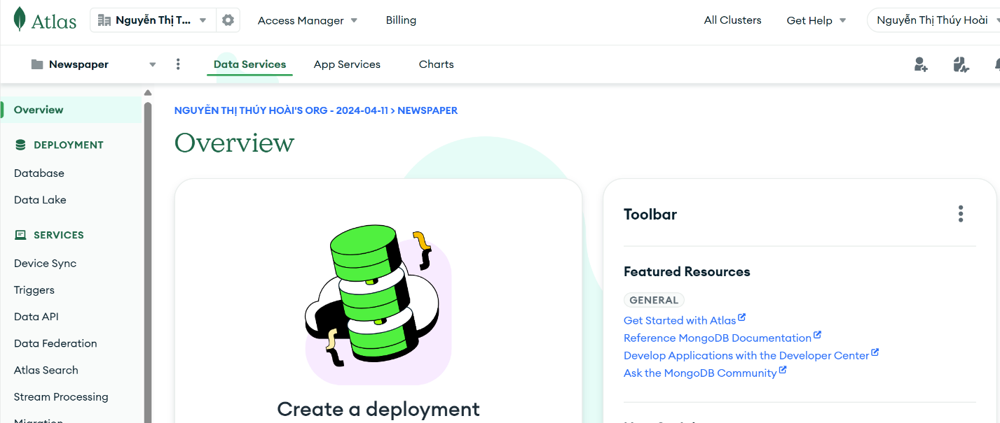 Atlas
Nguyễn Thị T...
Access Manager
Billing
All Clusters
Get Help
Nguyễn Thị Thúy Hoài
Newspaper
Data Services
App Services
Charts
Overview
DEPLOYMENT
Database
Data Lake
SERVICES
Device Sync
Triggers
Data API
Data Federation
Atlas Search
Stream Processing
Migration
NGUYỄN THỊ THÚY HOÀI'S ORG - 2024-04-11 > NEWSPAPER
Overview
Create a deployment
Toolbar
Featured Resources
GENERAL
Get Started with Atlas
Reference MongoDB Documentation
Develop Applications with the Developer Center
Ask the MongoDB Community